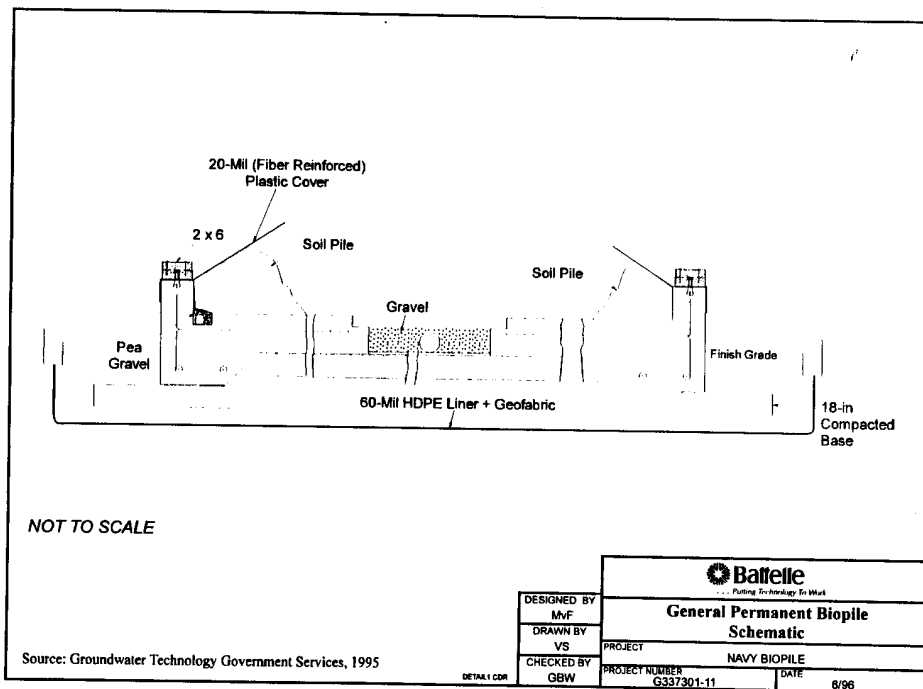 20-Mil (Fiber Reinforced)
Plastic Cover
2 x 6
Soil Pile
Soil Pile
Gravel
Pea
Gravel
Finish Grade
60-Mil HDPE Liner + Geofabric
18-in
Compacted
Base
NOT TO SCALE
Battelle
. . . Putting Technology To Work
DESIGNED BY
MvF
General Permanent Biopile
Schematic
DRAWN BY
VS
PROJECT
NAVY BIOPILE
CHECKED BY
GBW
PROJECT NUMBER
G337301-11
DATE
6/96
Source: Groundwater Technology Government Services, 1995
DETAIL1 CDR